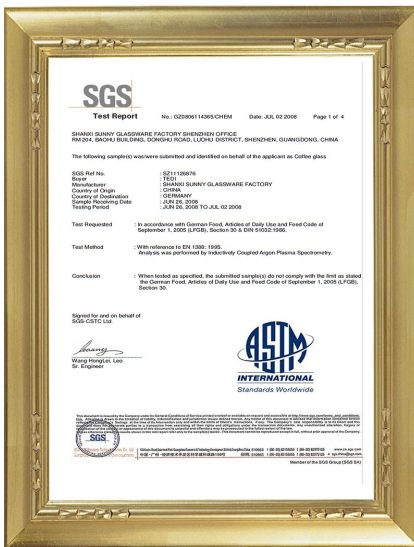 SGS
Test Report No.: GZ0806114365/CHEM Date: JUL 02 2008 Page 1 of 4
SHANXI SUNNY GLASSWARE FACTORY SHENZHEN OFFICE
RM 204, BAOHU BUILDING, DONGHU ROAD, LUOHU DISTRICT, SHENZHEN, GUANGDONG, CHINA
The following sample(s) was/were submitted and identified on behalf of the applicant as Coffee glass
SGS Ref No. : SZ11126876
Buyer : TEDI
Manufacturer : SHANXI SUNNY GLASSWARE FACTORY
Country of Origin : CHINA
Country of Destination : GERMANY
Sample Receiving Date : JUN 26, 2008
Testing Period : JUN 26, 2008 TO JUL 02 2008
Test Requested : In accordance with German Food, Articles of Daily Use and Feed Code of
September 1, 2005 (LFGB), Section 30 & DIN 51032:1986.
Test Method : With reference to EN 1388: 1995.
Analysis was performed by Inductively Coupled Argon Plasma Spectrometry.
Conclusion : When tested as specified, the submitted sample(s) do not comply with the limit as stated
the German Food, Articles of Daily Use and Feed Code of September 1, 2005 (LFGB),
Section 30.
Signed for and on behalf of
SGS-CSTC Ltd.
Wang HongLei, Leo
Sr. Engineer
ASTM
INTERNATIONAL
Standards Worldwide
SGS
Member of the SGS Group (SGS SA)